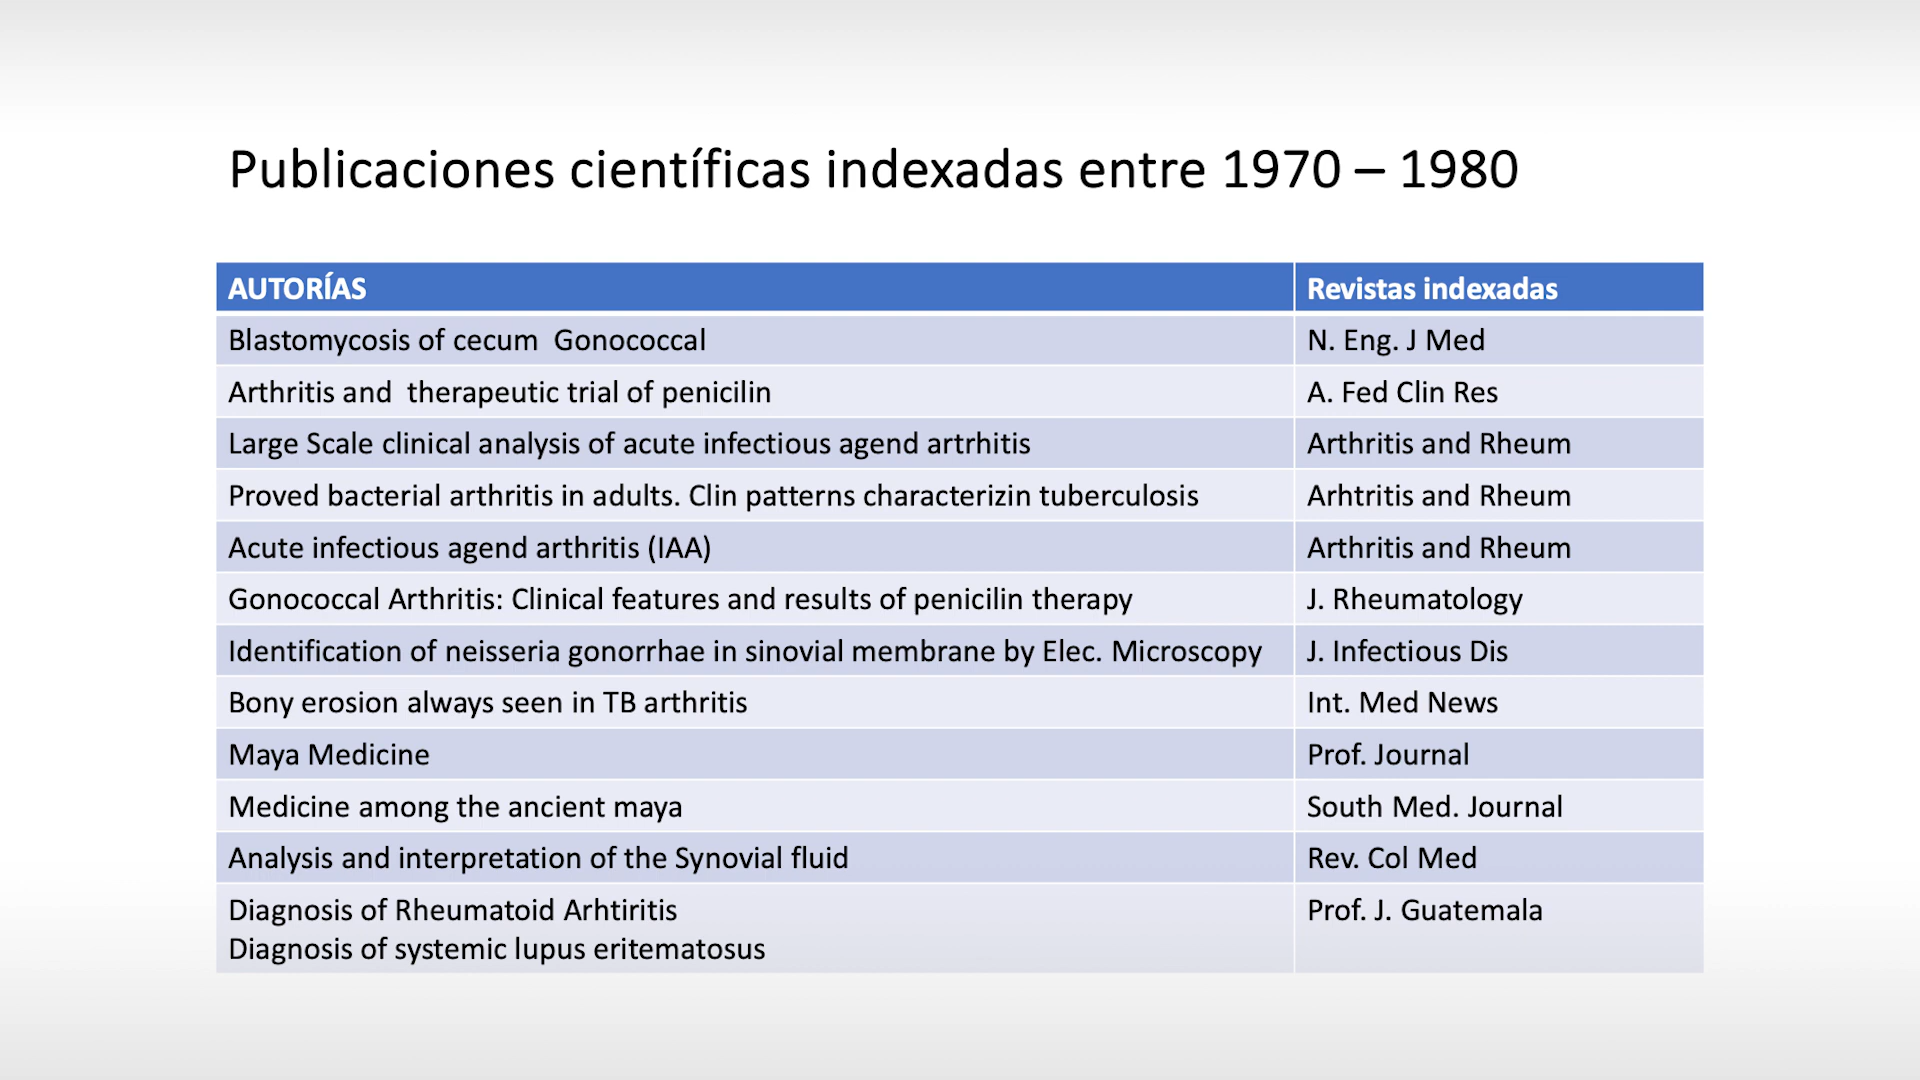 Publicaciones científicas indexadas entre 1970 – 1980
AUTORÍAS Revistas indexadas
Blastomycosis of cecum  Gonococcal N. Eng. J Med
Arthritis and  therapeutic trial of penicilin A. Fed Clin Res
Large Scale clinical analysis of acute infectious agend artrhitis Arthritis and Rheum
Proved bacterial arthritis in adults. Clin patterns characterizin tuberculosis Arhtritis and Rheum
Acute infectious agend arthritis (IAA) Arthritis and Rheum
Gonococcal Arthritis: Clinical features and results of penicilin therapy J. Rheumatology
Identification of neisseria gonorrhae in sinovial membrane by Elec. Microscopy J. Infectious Dis
Bony erosion always seen in TB arthritis Int. Med News
Maya Medicine Prof. Journal
Medicine among the ancient maya South Med. Journal
Analysis and interpretation of the Synovial fluid Rev. Col Med
Diagnosis of Rheumatoid Arhtiritis Prof. J. Guatemala
Diagnosis of systemic lupus eritematosus